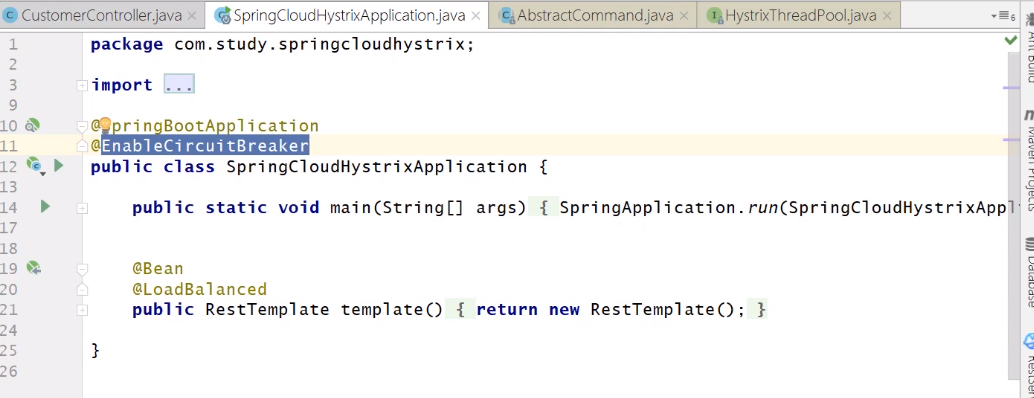 CustomerController.java SpringCloudHystrixApplication.java AbstractCommand.java HystrixThreadPool.java 6
1 package com.study.springcloudhystrix;
2
3 import ...
9
10 @SpringBootApplication
11 @EnableCircuitBreaker
12 public class SpringCloudHystrixApplication {
13
14 public static void main(String[] args) { SpringApplication.run(SpringCloudHystrixAppl
17
18
19 @Bean
20 @LoadBalanced
21 public RestTemplate template() { return new RestTemplate(); }
24
25 }
26
Ant Build
Maven Projects
Database